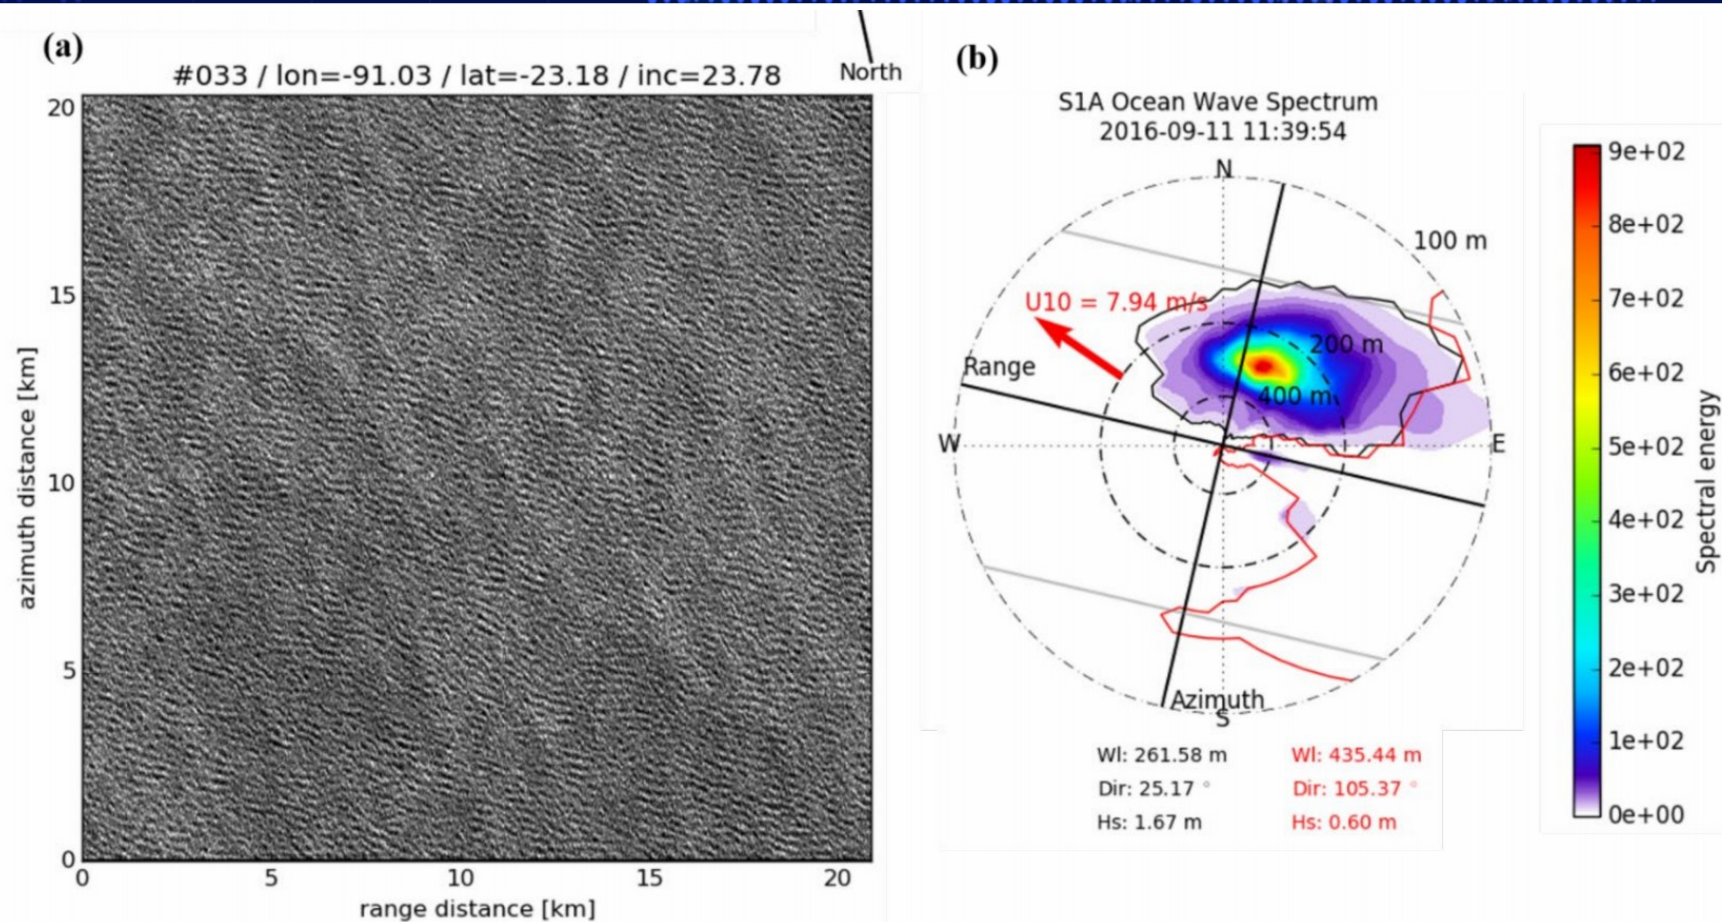 (a)
#033 / lon=-91.03 / lat=-23.18 / inc=23.78
North
20
15
10
5
0
azimuth distance [km]
0
5
10
15
20
range distance [km]
(b)
S1A Ocean Wave Spectrum
2016-09-11 11:39:54
N
100 m
U10 = 7.94 m/s
200 m
Range
400 m
W
E
Azimuth
S
Wl: 261.58 m
Dir: 25.17 °
Hs: 1.67 m
Wl: 435.44 m
Dir: 105.37 °
Hs: 0.60 m
9e+02
8e+02
7e+02
6e+02
5e+02
4e+02
3e+02
2e+02
1e+02
0e+00
Spectral energy